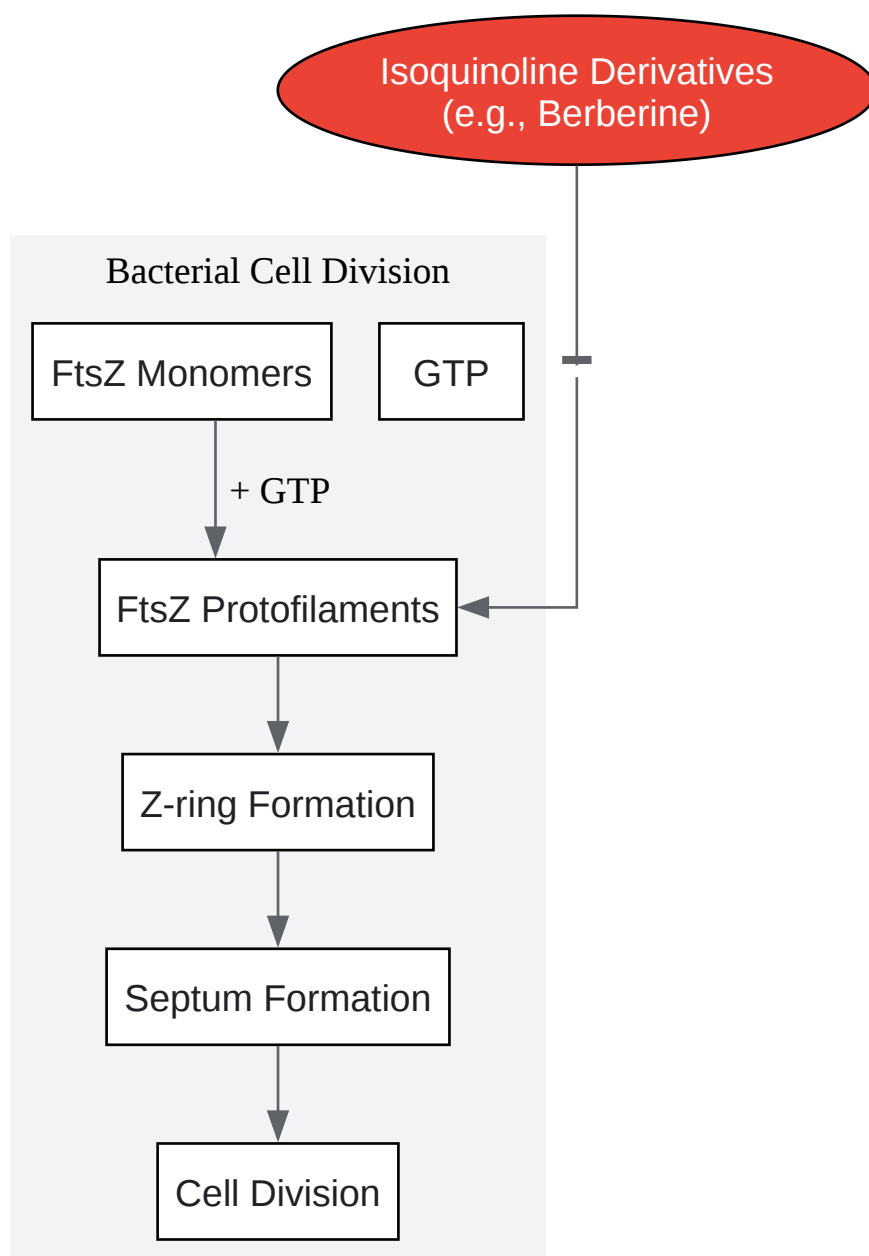 Isoquinoline Derivatives
(e.g., Berberine)
Bacterial Cell Division
FtsZ Monomers
GTP
+ GTP
FtsZ Protofilaments
Z-ring Formation
Septum Formation
Cell Division